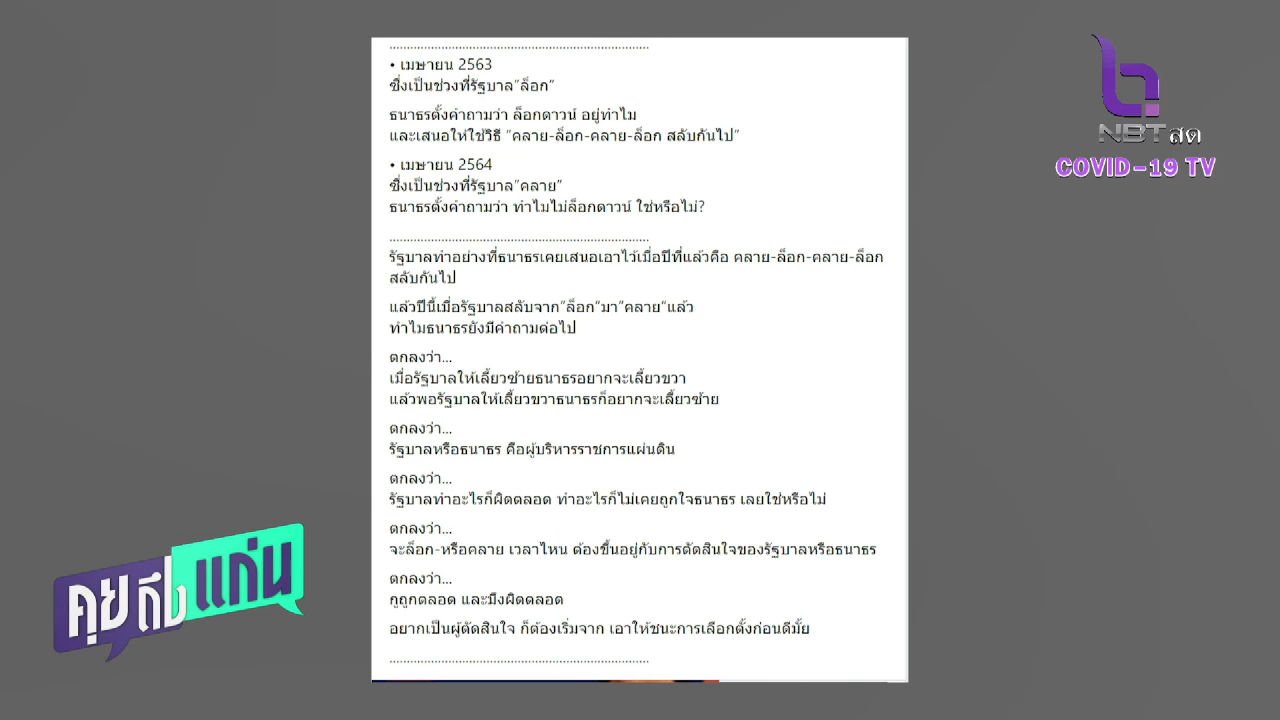 • เมษายน 2563
ซึ่งเป็นช่วงที่รัฐบาล"ล็อก"
ธนาธรตั้งคำถามว่า ล็อกดาวน์ อยู่ทำไม
และเสนอให้ใช้วิธี "คลาย-ล็อก-คลาย-ล็อก สลับกันไป"
• เมษายน 2564
ซึ่งเป็นช่วงที่รัฐบาล"คลาย"
ธนาธรตั้งคำถามว่า ทำไมไม่ล็อกดาวน์ ใช่หรือไม่?
รัฐบาลทำอย่างที่ธนาธรเคยเสนอเอาไว้เมื่อปีที่แล้วคือ คลาย-ล็อก-คลาย-ล็อก
สลับกันไป
แล้วปีนี้เมื่อรัฐบาลสลับจาก"ล็อก"มา"คลาย"แล้ว
ทำไมธนาธรยังมีคำถามต่อไป
ตกลงว่า...
เมื่อรัฐบาลให้เลี้ยวซ้ายธนาธรอยากจะเลี้ยวขวา
แล้วพอรัฐบาลให้เลี้ยวขวาธนาธรก็อยากจะเลี้ยวซ้าย
ตกลงว่า...
รัฐบาลหรือธนาธร คือผู้บริหารราชการแผ่นดิน
ตกลงว่า...
รัฐบาลทำอะไรก็ผิดตลอด ทำอะไรก็ไม่เคยถูกใจธนาธร เลยใช่หรือไม่
ตกลงว่า...
จะล็อก-หรือคลาย เวลาไหน ต้องขึ้นอยู่กับการตัดสินใจของรัฐบาลหรือธนาธร
ตกลงว่า...
กูถูกตลอด และมึงผิดตลอด
อยากเป็นผู้ตัดสินใจ ก็ต้องเริ่มจาก เอาให้ชนะการเลือกตั้งก่อนดีมั้ย
NBT สด
COVID-19 TV
คุยถึงแก่น